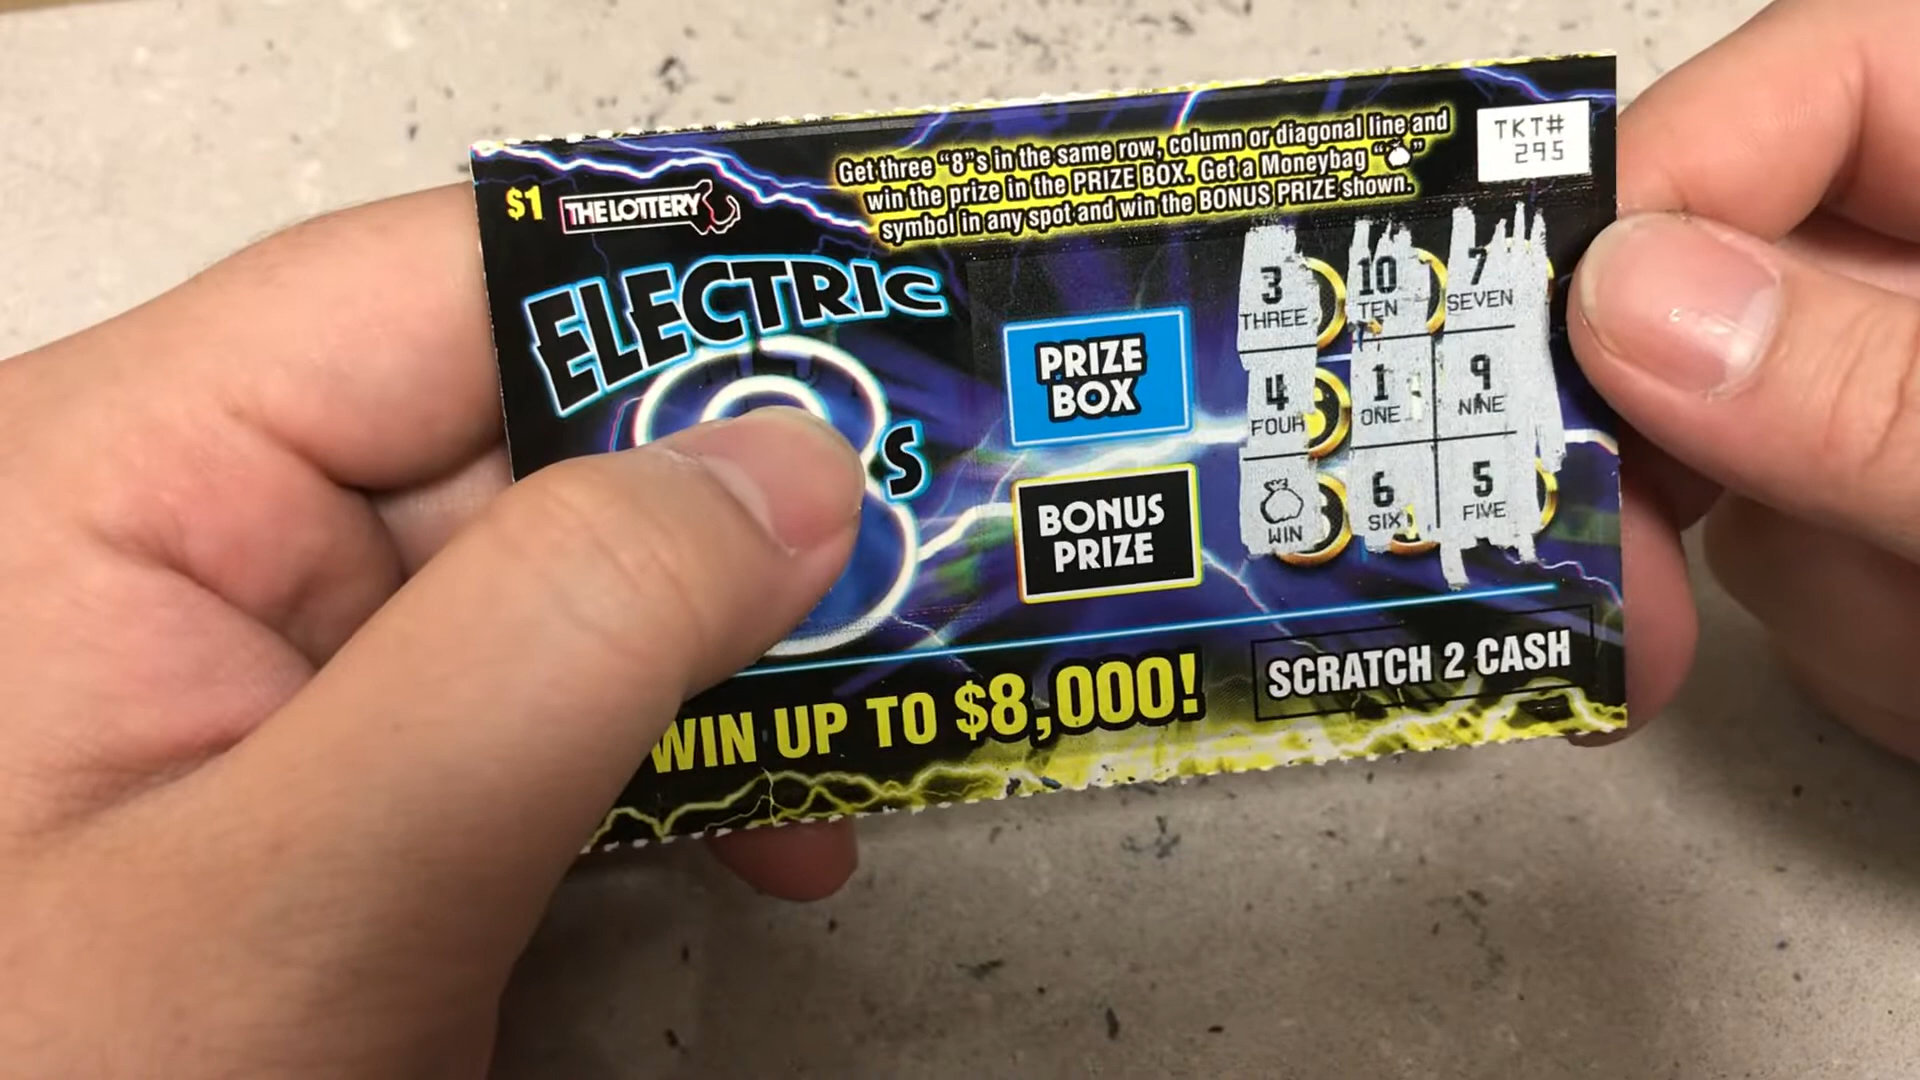 Get three "8"s in the same row, column or diagonal line and
win the prize in the PRIZE BOX. Get a Moneybag " "
symbol in any spot and win the BONUS PRIZE shown.
TKT#
295
$1
THE LOTTERY
ELECTRIC
8s
PRIZE
BOX
BONUS
PRIZE
3 10 7
THREE TEN SEVEN
4 1 9
FOUR ONE NINE
6 5
WIN SIX FIVE
WIN UP TO $8,000!
SCRATCH 2 CASH